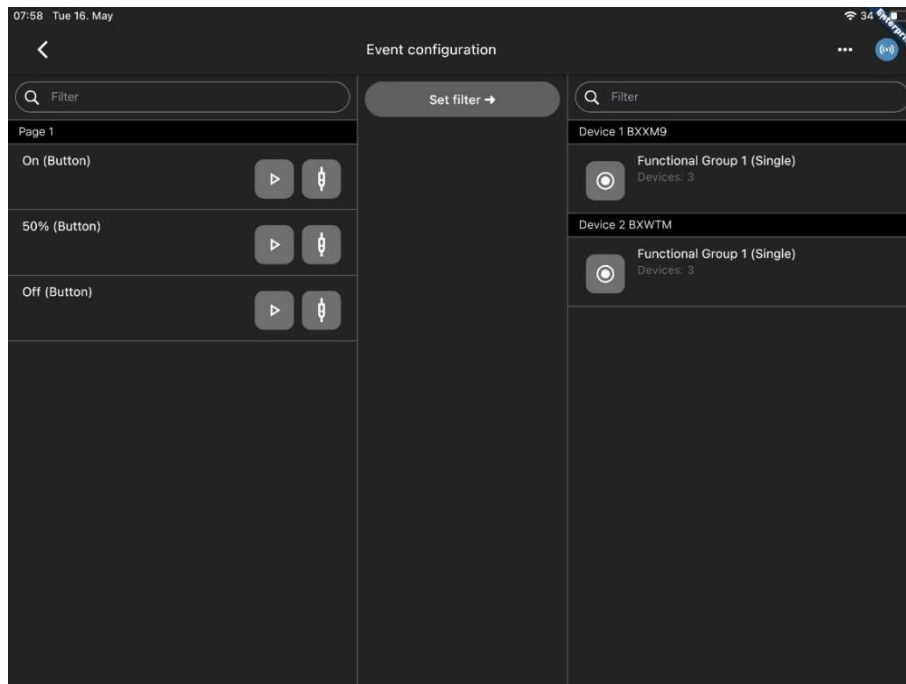 07:58 Tue 16. May
34
Event configuration
Filter
Page 1
On (Button)
50% (Button)
Off (Button)
Set filter →
Filter
Device 1 BXXM9
Functional Group 1 (Single)
Devices: 3
Device 2 BXWTM
Functional Group 1 (Single)
Devices: 3